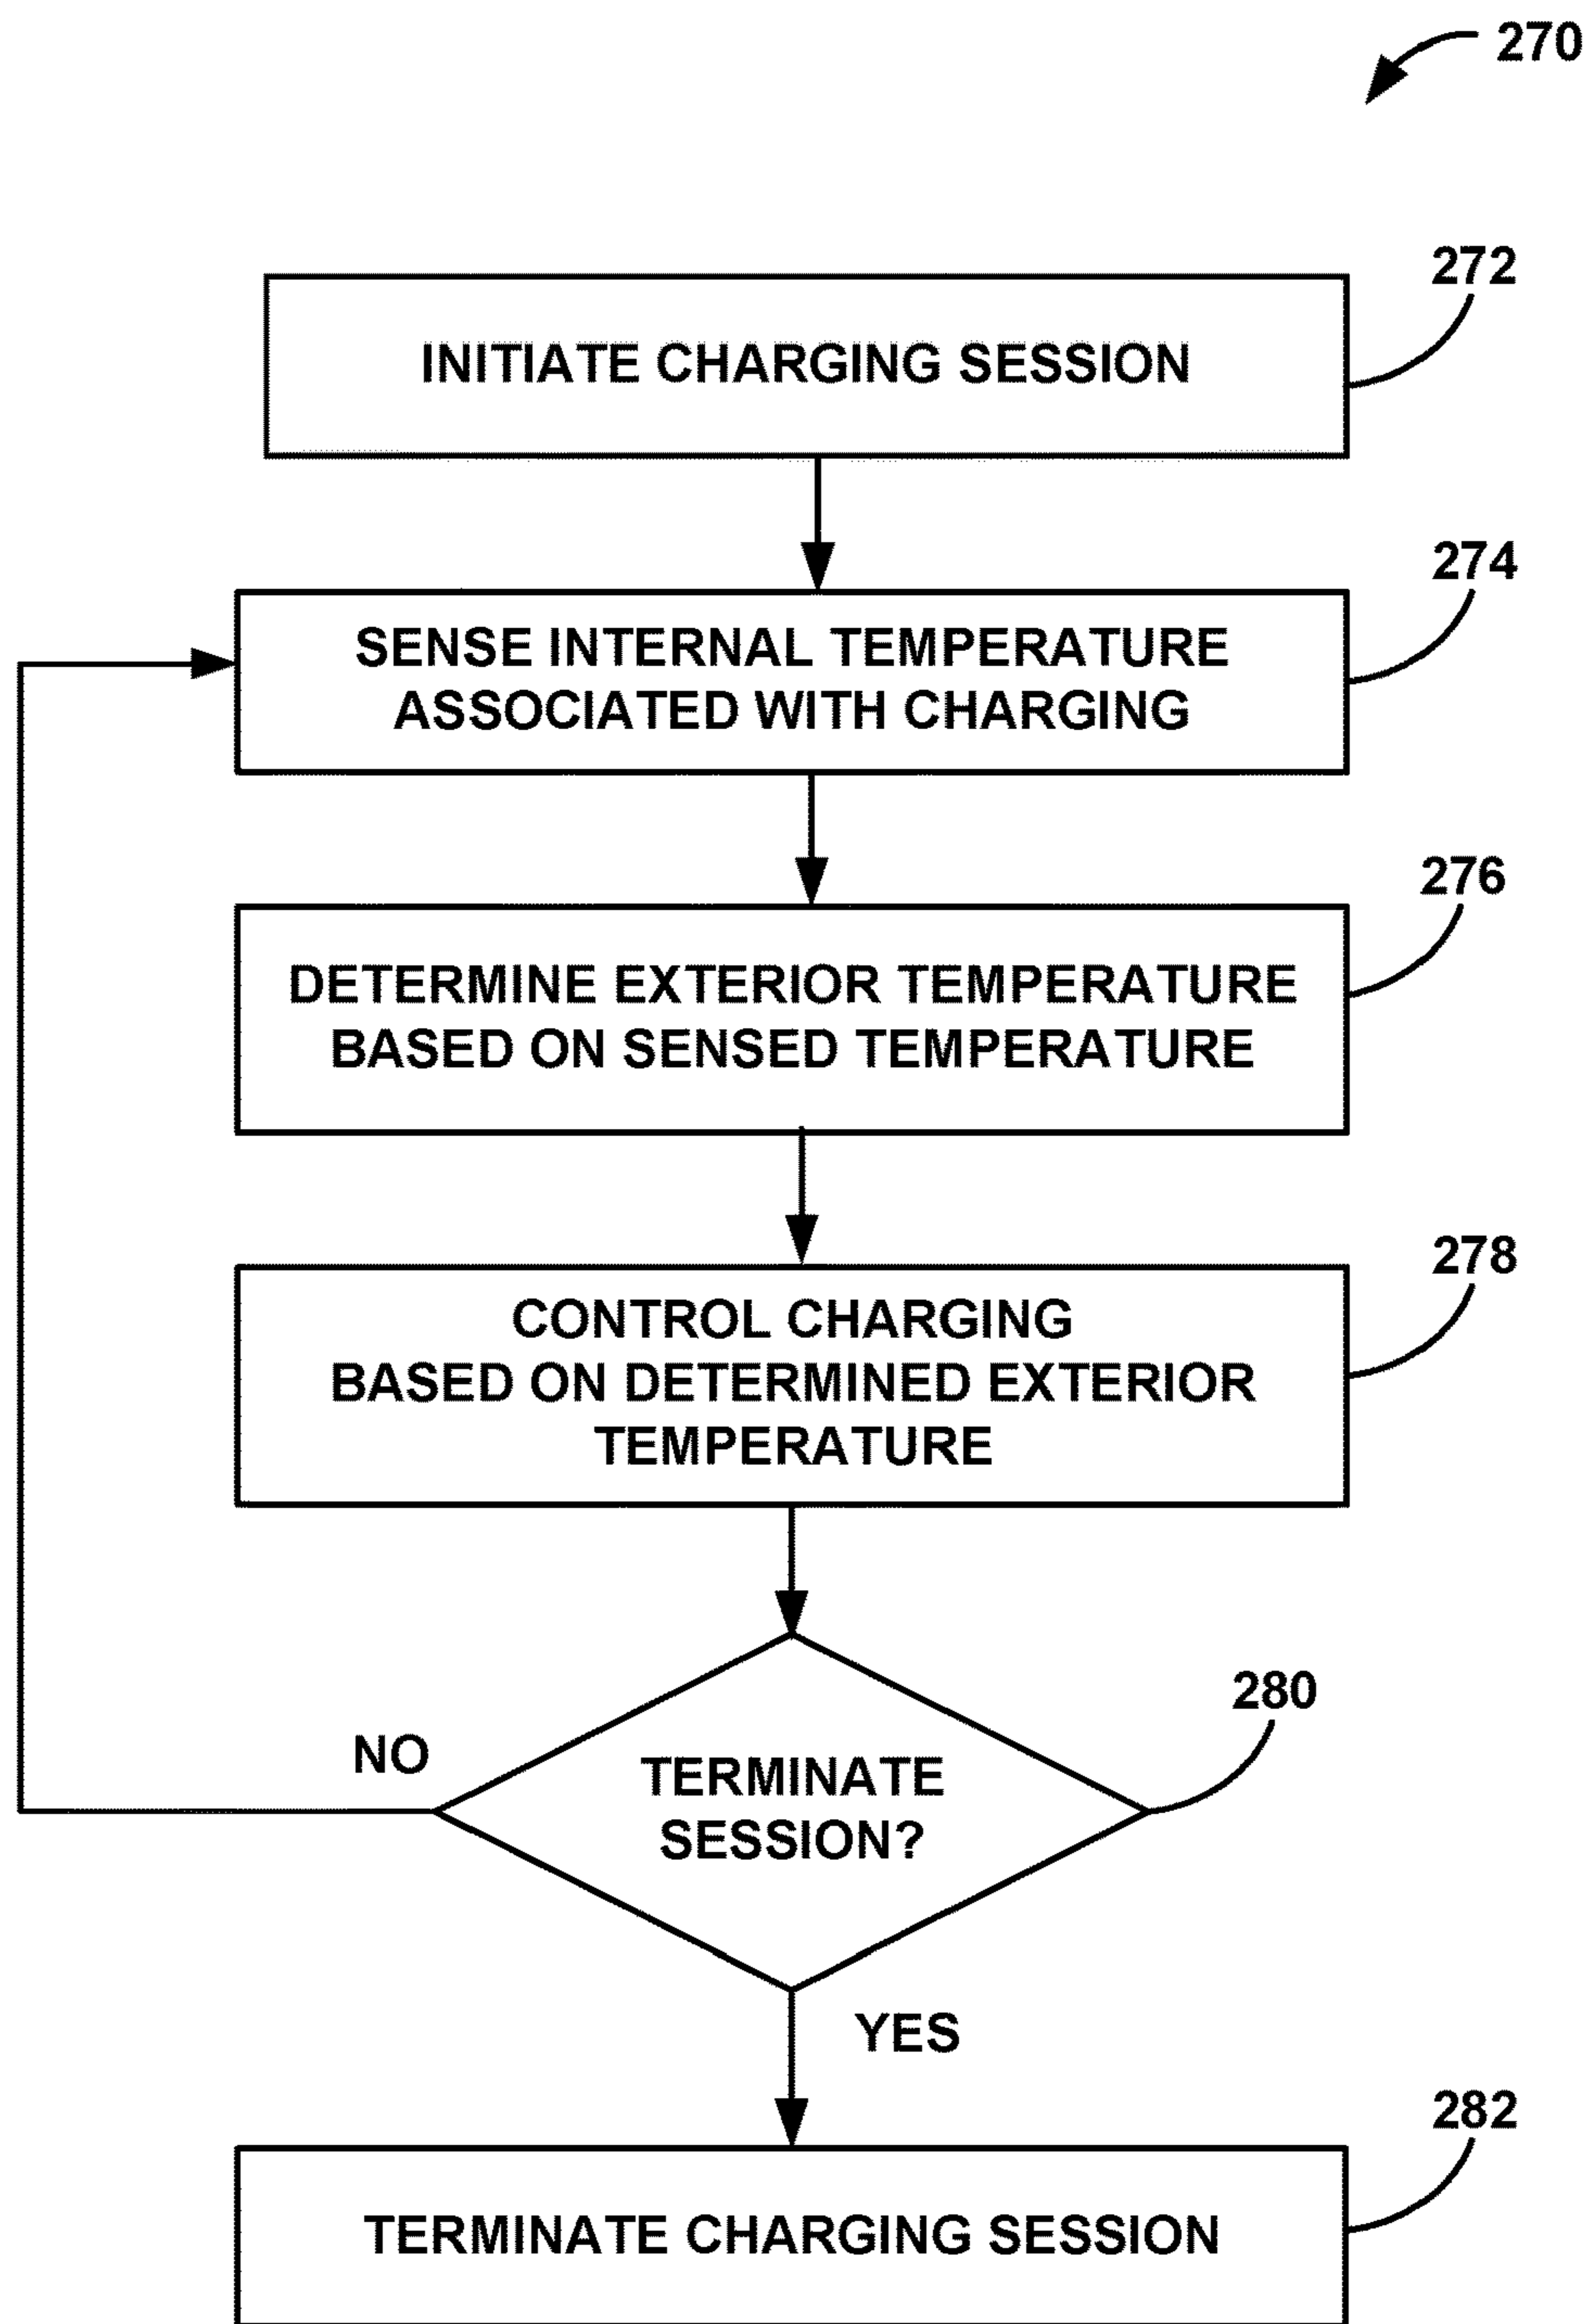 270
272
INITIATE CHARGING SESSION
274
SENSE INTERNAL TEMPERATURE
ASSOCIATED WITH CHARGING
276
DETERMINE EXTERIOR TEMPERATURE
BASED ON SENSED TEMPERATURE
278
CONTROL CHARGING
BASED ON DETERMINED EXTERIOR
TEMPERATURE
280
NO
TERMINATE
SESSION?
YES
282
TERMINATE CHARGING SESSION